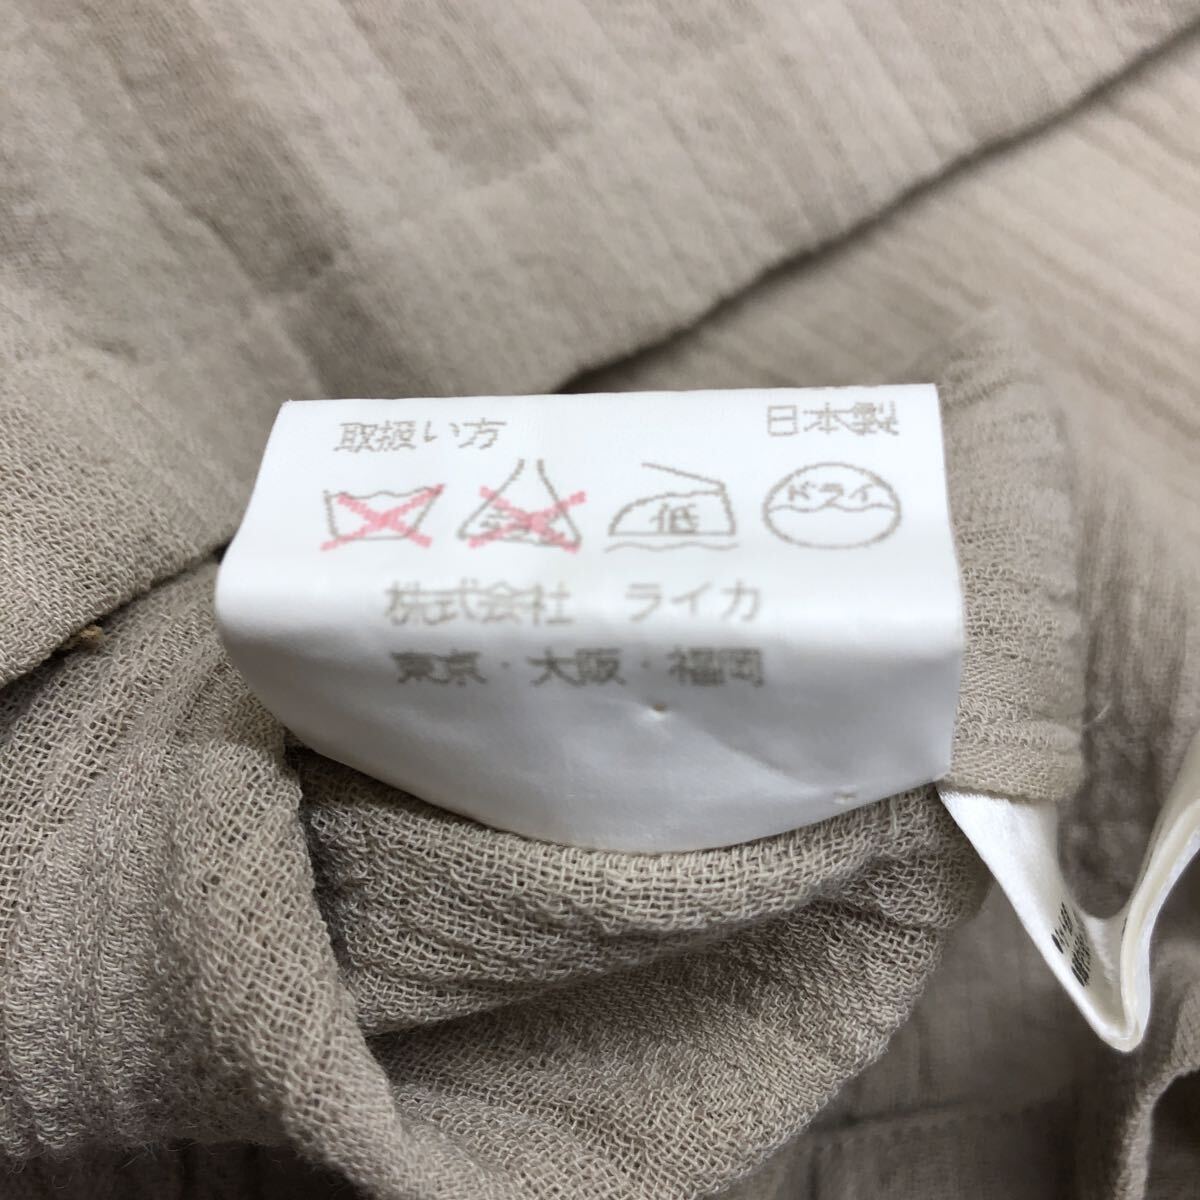 取扱い方 日本製
低 ドライ
株式会社 ライカ
東京・大阪・福岡